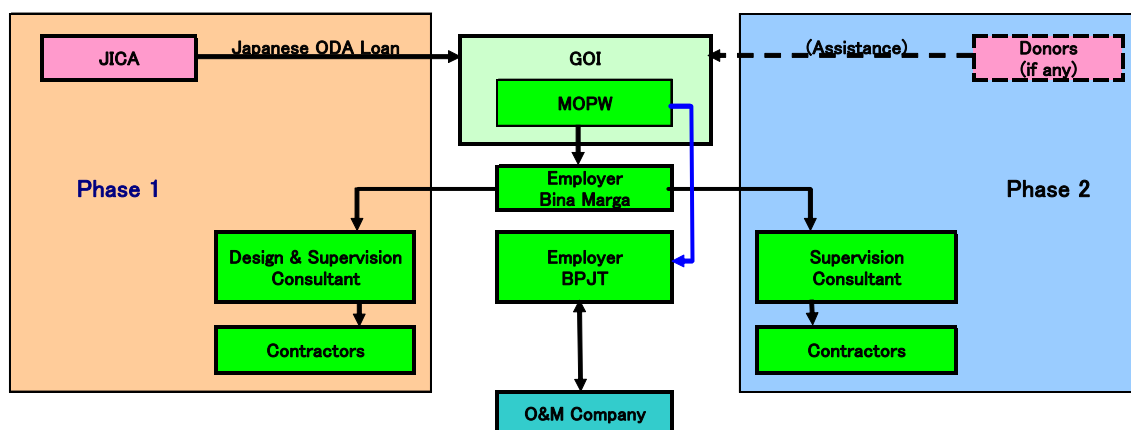 JICA
Japanese ODA Loan
GOI
(Assistance)
Donors
(if any)
MOPW
Phase 1
Employer
Bina Marga
Phase 2
Design & Supervision
Consultant
Employer
BPJT
Supervision
Consultant
Contractors
Contractors
O&M Company